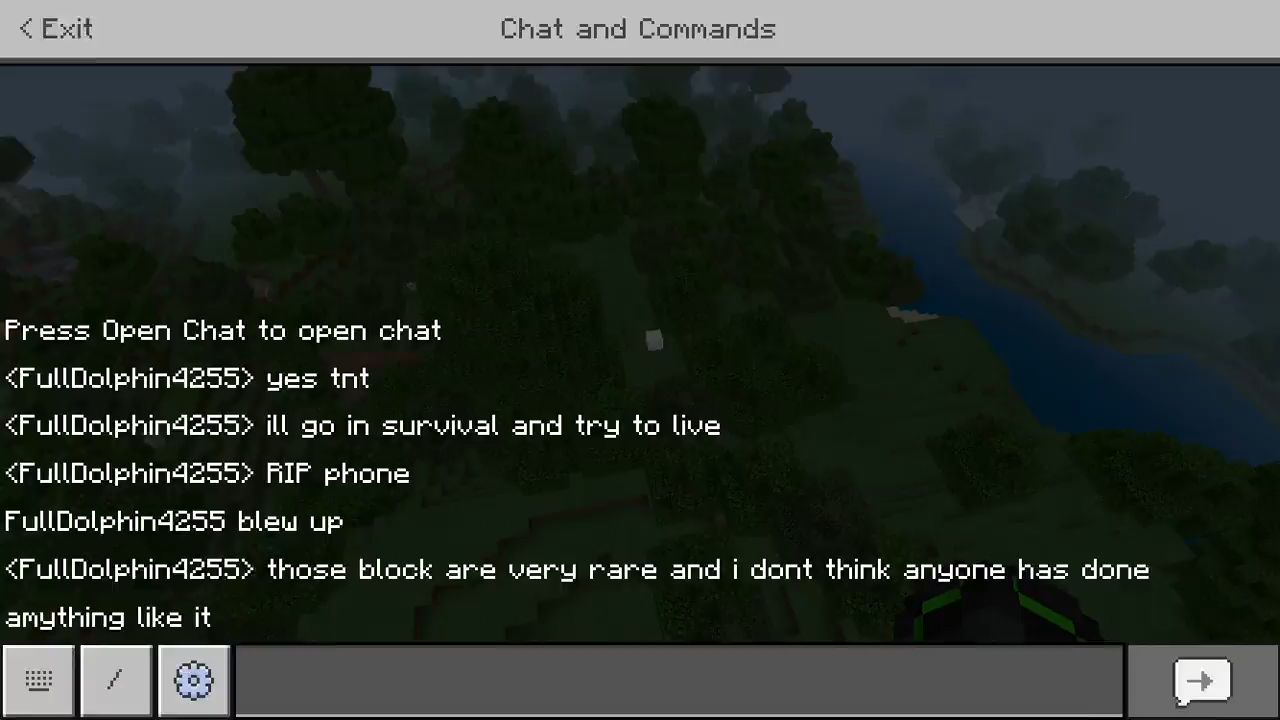 < Exit
Chat and Commands
Press Open Chat to open chat
<FullDolphin4255> yes tnt
<FullDolphin4255> ill go in survival and try to live
<FullDolphin4255> RIP phone
FullDolphin4255 blew up
<FullDolphin4255> those block are very rare and i dont think anyone has done
amything like it
/